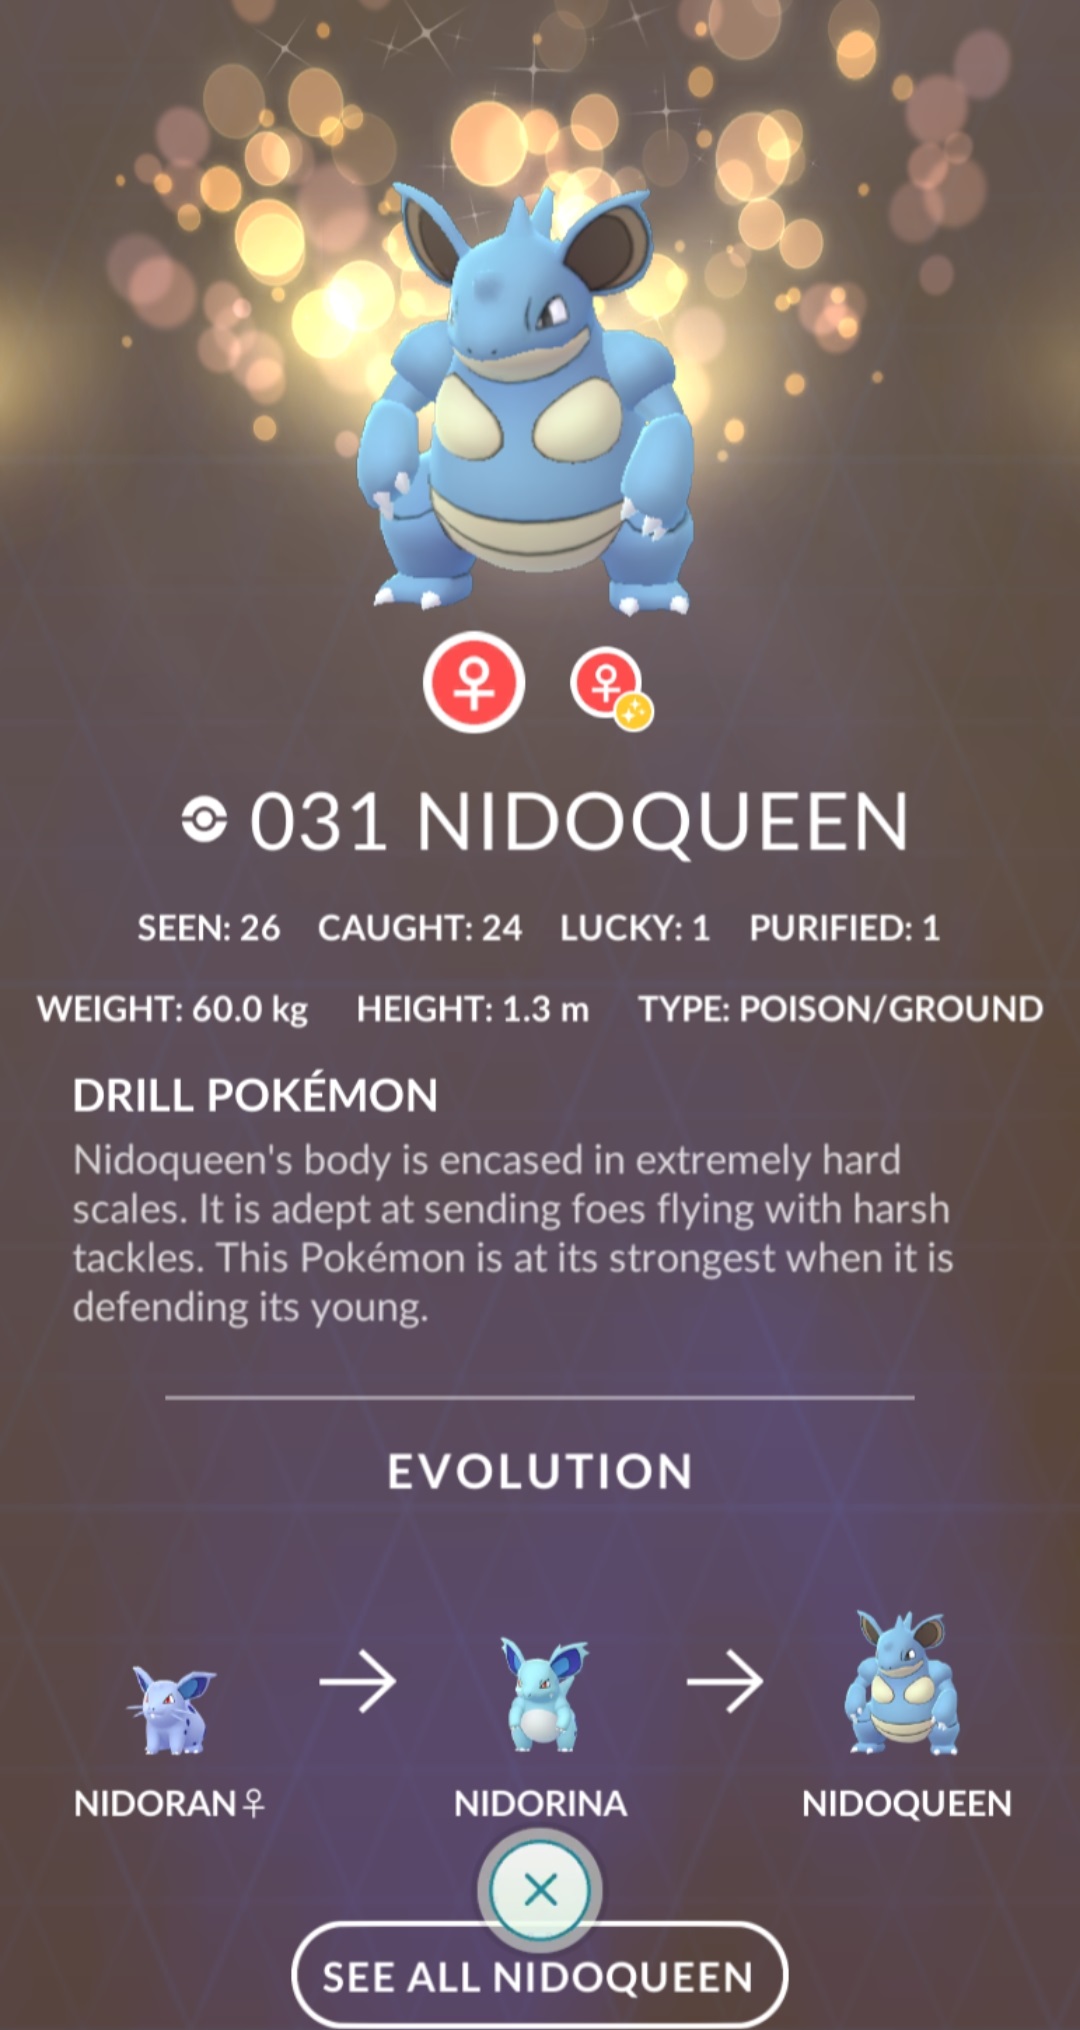 031 NIDOQUEEN
SEEN: 26 CAUGHT: 24 LUCKY: 1 PURIFIED: 1
WEIGHT: 60.0 kg HEIGHT: 1.3 m TYPE: POISON/GROUND
DRILL POKÉMON
Nidoqueen's body is encased in extremely hard
scales. It is adept at sending foes flying with harsh
tackles. This Pokémon is at its strongest when it is
defending its young.
EVOLUTION
NIDORAN♀ NIDORINA NIDOQUEEN
SEE ALL NIDOQUEEN